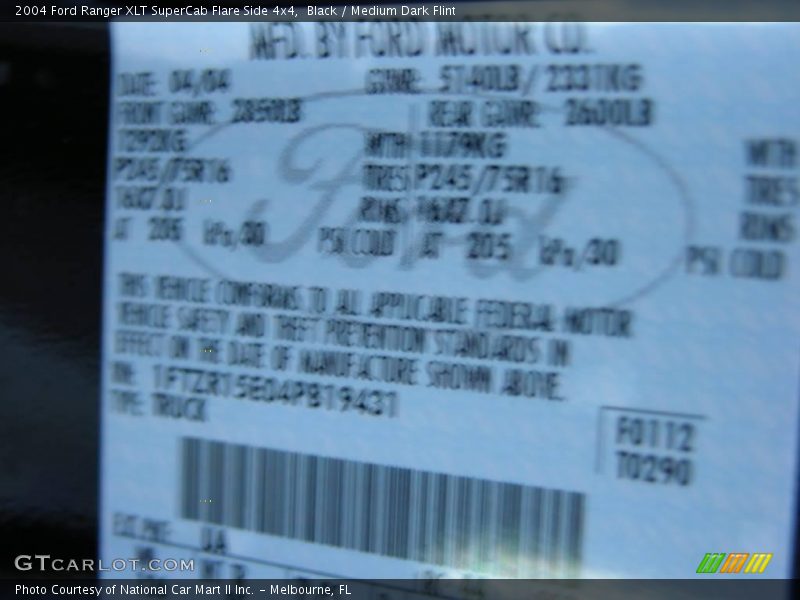 2004 Ford Ranger XLT SuperCab Flare Side 4x4, Black / Medium Dark Flint
MFD. BY FORD MOTOR CO.
DATE: 04/04 GVWR: 5140LB / 2331KG
FRONT GAWR: 2850LB REAR GAWR: 2600LB
1292KG WITH 1179KG WITH
P245/75R16 TIRES P245/75R16 TIRES
16X7.0J RIMS 16X7.0J RIMS
AT 205 kPa/30 PSI COLD AT 205 kPa/30 PSI COLD
Ford
THIS VEHICLE CONFORMS TO ALL APPLICABLE FEDERAL MOTOR
VEHICLE SAFETY AND THEFT PREVENTION STANDARDS IN
EFFECT ON THE DATE OF MANUFACTURE SHOWN ABOVE.
VIN: 1FTZR15E04PB19431
TYPE: TRUCK
F0112
T0290
EXT PNT: UA
GTCARLOT.COM
Photo Courtesy of National Car Mart II Inc. – Melbourne, FL